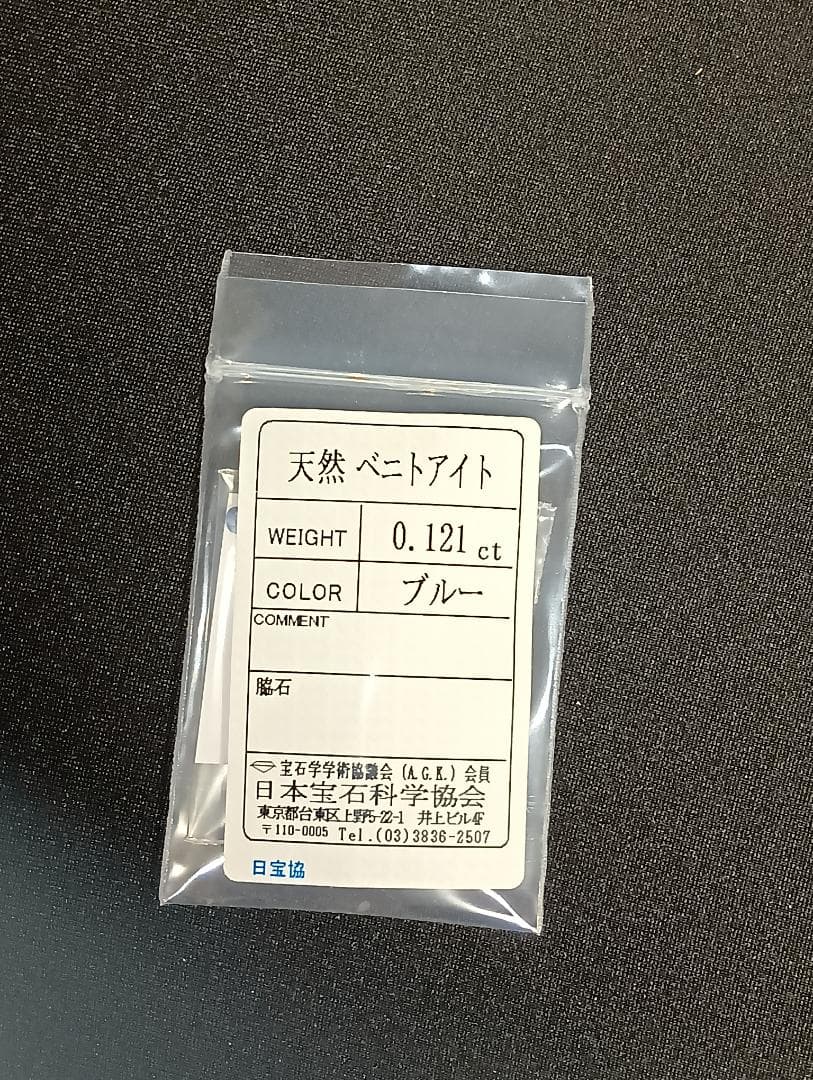 天然 ベニトアイト
WEIGHT 0.121 ct
COLOR ブルー
COMMENT
脇石
宝石学学術協議会 (A.G.K.) 会員
日本宝石科学協会
東京都台東区上野5-22-1 井上ビル4F
〒110-0005 Tel.(03)3836-2507
日宝協